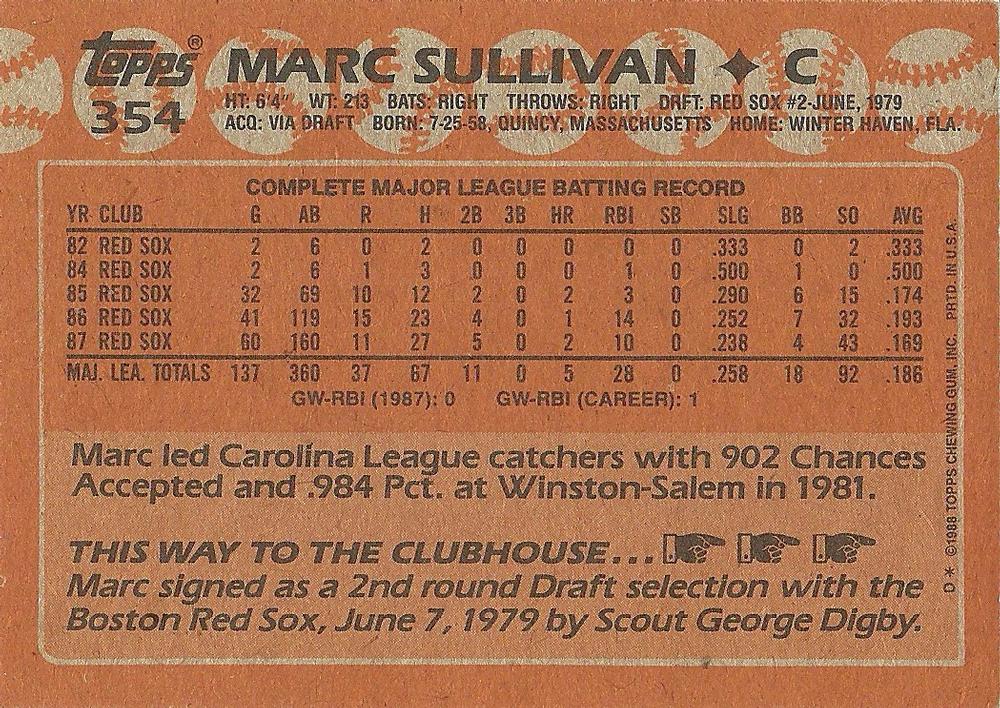 Topps®
354
MARC SULLIVAN ♦ C
HT: 6'4" WT: 213 BATS: RIGHT THROWS: RIGHT DRFT: RED SOX #2-JUNE, 1979
ACQ: VIA DRAFT BORN: 7-25-58, QUINCY, MASSACHUSETTS HOME: WINTER HAVEN, FLA.
COMPLETE MAJOR LEAGUE BATTING RECORD
YR CLUB G AB R H 2B 3B HR RBI SB SLG BB SO AVG
82 RED SOX 2 6 0 2 0 0 0 0 0 .333 0 2 .333
84 RED SOX 2 6 1 3 0 0 0 1 0 .500 1 0 .500
85 RED SOX 32 69 10 12 2 0 2 3 0 .290 6 15 .174
86 RED SOX 41 119 15 23 4 0 1 14 0 .252 7 32 .193
87 RED SOX 60 160 11 27 5 0 2 10 0 .238 4 43 .169
MAJ. LEA. TOTALS 137 360 37 67 11 0 5 28 0 .258 18 92 .186
GW-RBI (1987): 0 GW-RBI (CAREER): 1
Marc led Carolina League catchers with 902 Chances
Accepted and .984 Pct. at Winston-Salem in 1981.
THIS WAY TO THE CLUBHOUSE...
Marc signed as a 2nd round Draft selection with the
Boston Red Sox, June 7, 1979 by Scout George Digby.
D * ©1988 TOPPS CHEWING GUM, INC. PRTD. IN U.S.A.